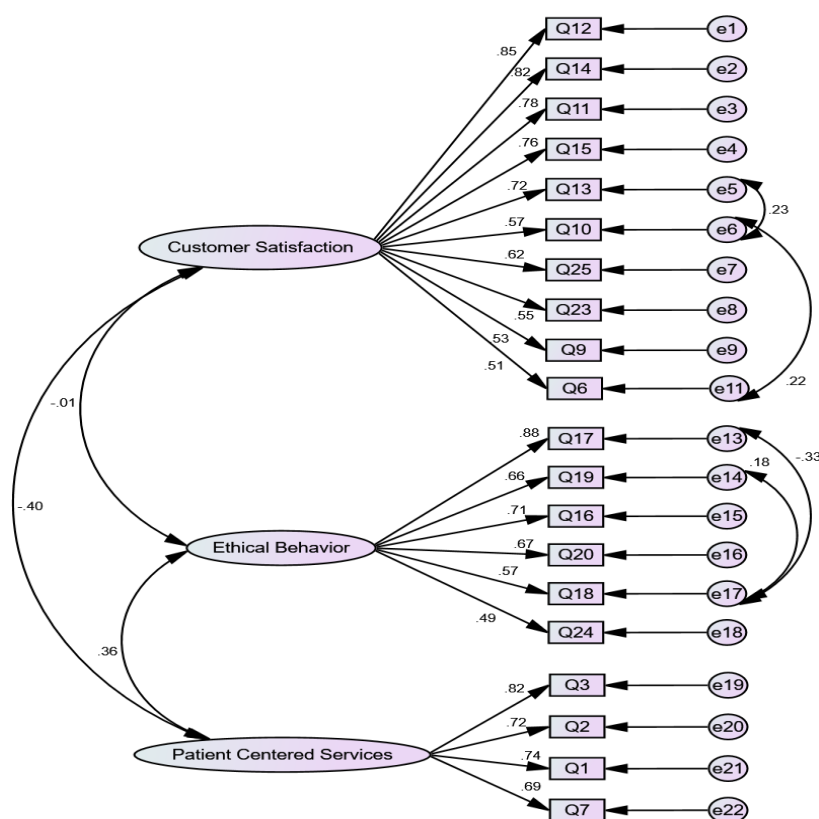 Q12 e1
.85
Q14 e2
.82
Q11 e3
.78
Q15 e4
.76
Q13 e5
.72
.23
Q10 e6
.57
Customer Satisfaction
.62
Q25 e7
Q23 e8
.55
Q9 e9
.53
.51
Q6 e11
.22
-.01
Q17 e13
.88
-.33
.18
Q19 e14
.66
-.40
.71
Q16 e15
Ethical Behavior
.67
Q20 e16
.57
Q18 e17
.49
Q24 e18
.36
Q3 e19
.82
.72
Q2 e20
Patient Centered Services
.74
Q1 e21
.69
Q7 e22